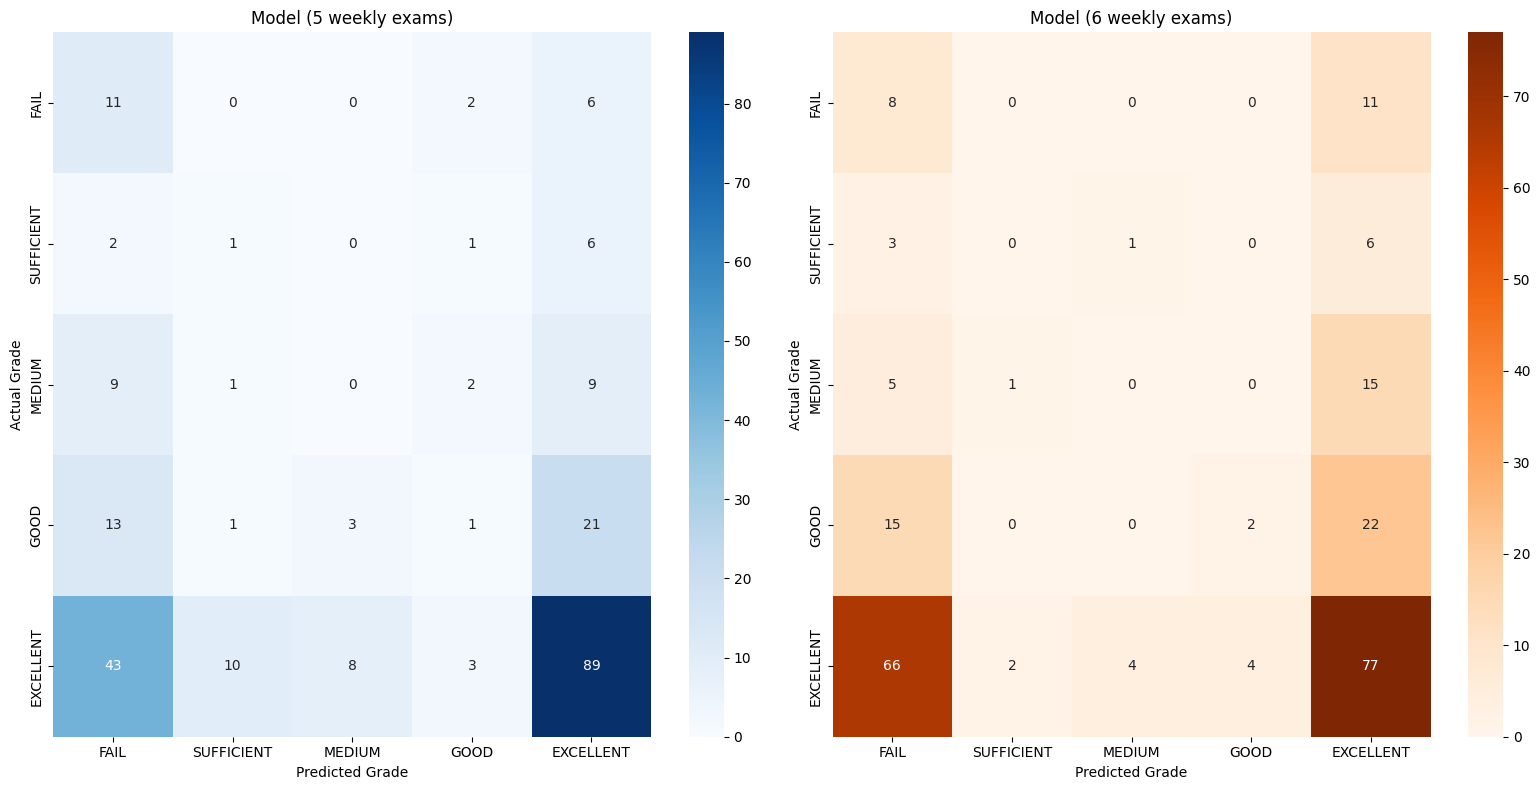 Model (5 weekly exams)
Actual Grade
FAIL
SUFFICIENT
MEDIUM
GOOD
EXCELLENT
11 0 0 2 6
2 1 0 1 6
9 1 0 2 9
13 1 3 1 21
43 10 8 3 89
FAIL SUFFICIENT MEDIUM GOOD EXCELLENT
Predicted Grade
80
70
60
50
40
30
20
10
0
Model (6 weekly exams)
Actual Grade
FAIL
SUFFICIENT
MEDIUM
GOOD
EXCELLENT
8 0 0 0 11
3 0 1 0 6
5 1 0 0 15
15 0 0 2 22
66 2 4 4 77
FAIL SUFFICIENT MEDIUM GOOD EXCELLENT
Predicted Grade
70
60
50
40
30
20
10
0